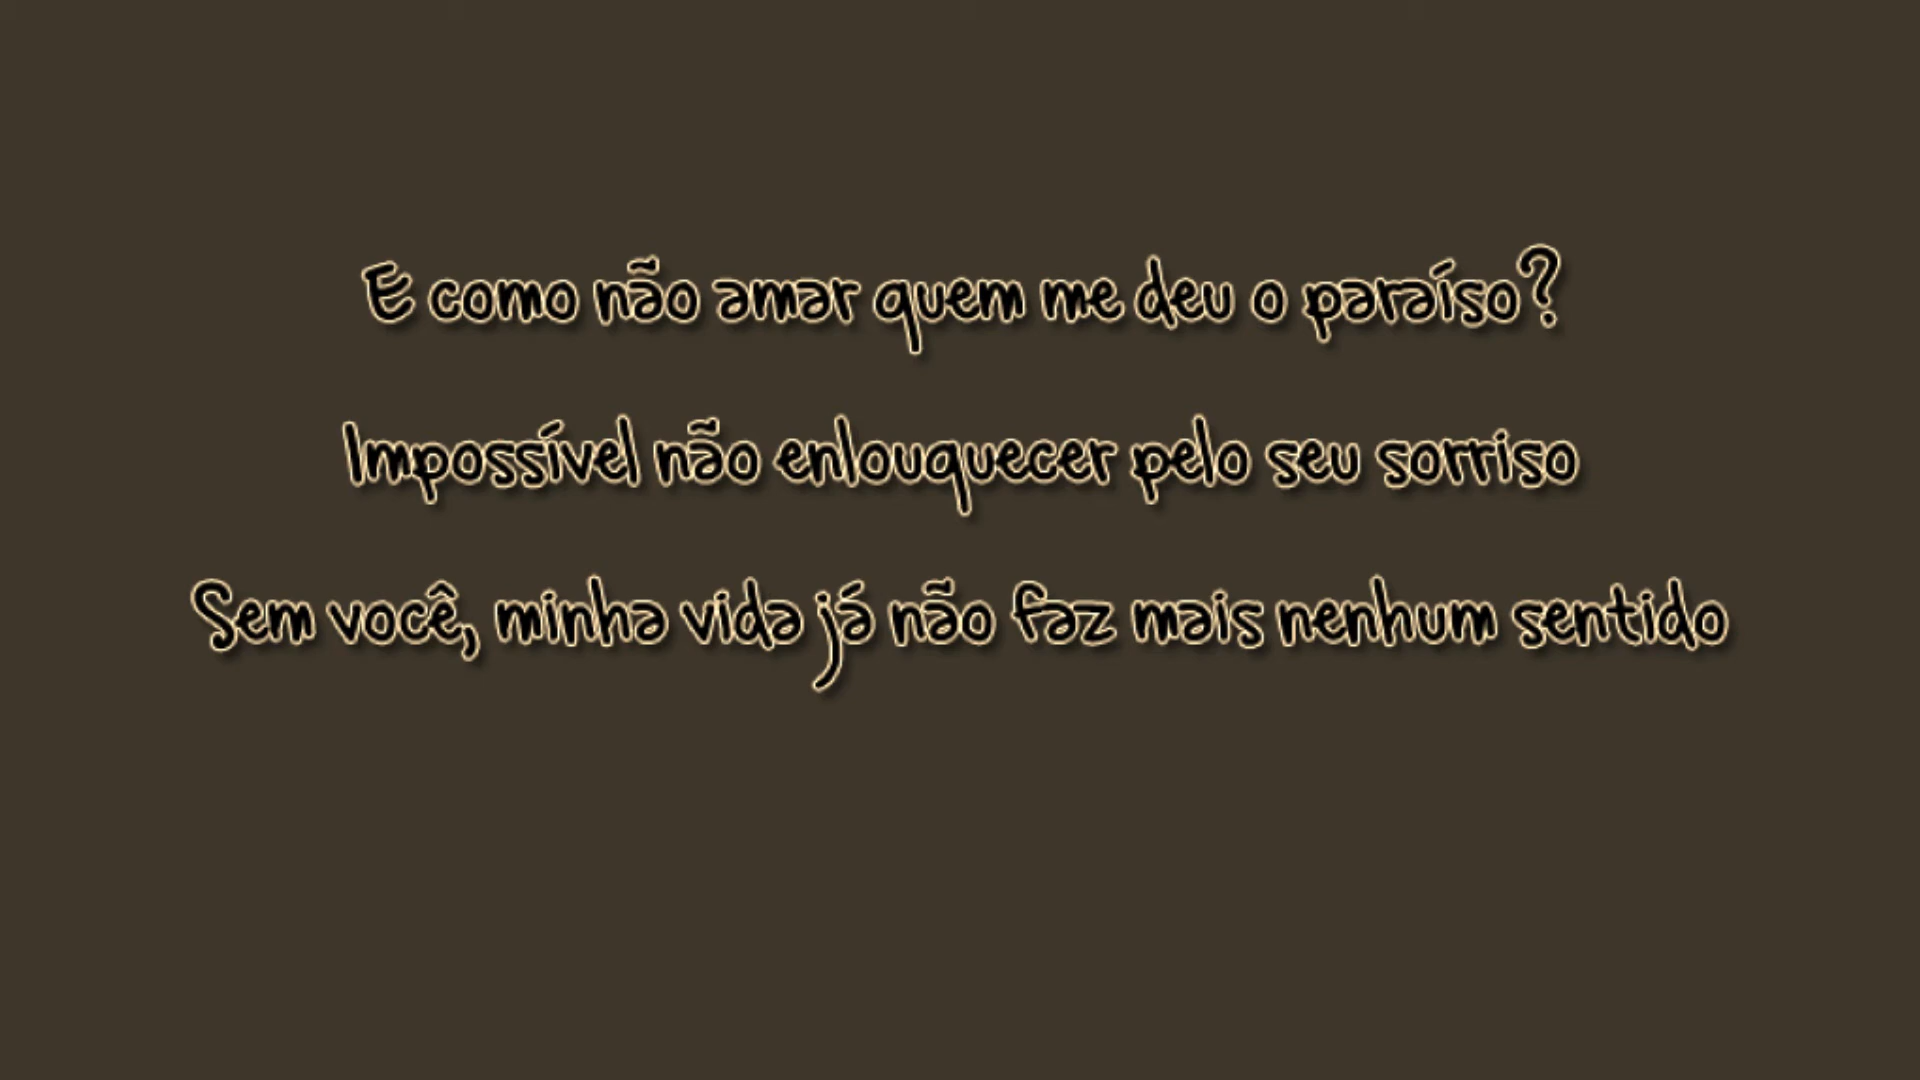 E como não amar quem me deu o paraíso?
Impossível não enlouquecer pelo seu sorriso
Sem você, minha vida já não faz mais nenhum sentido